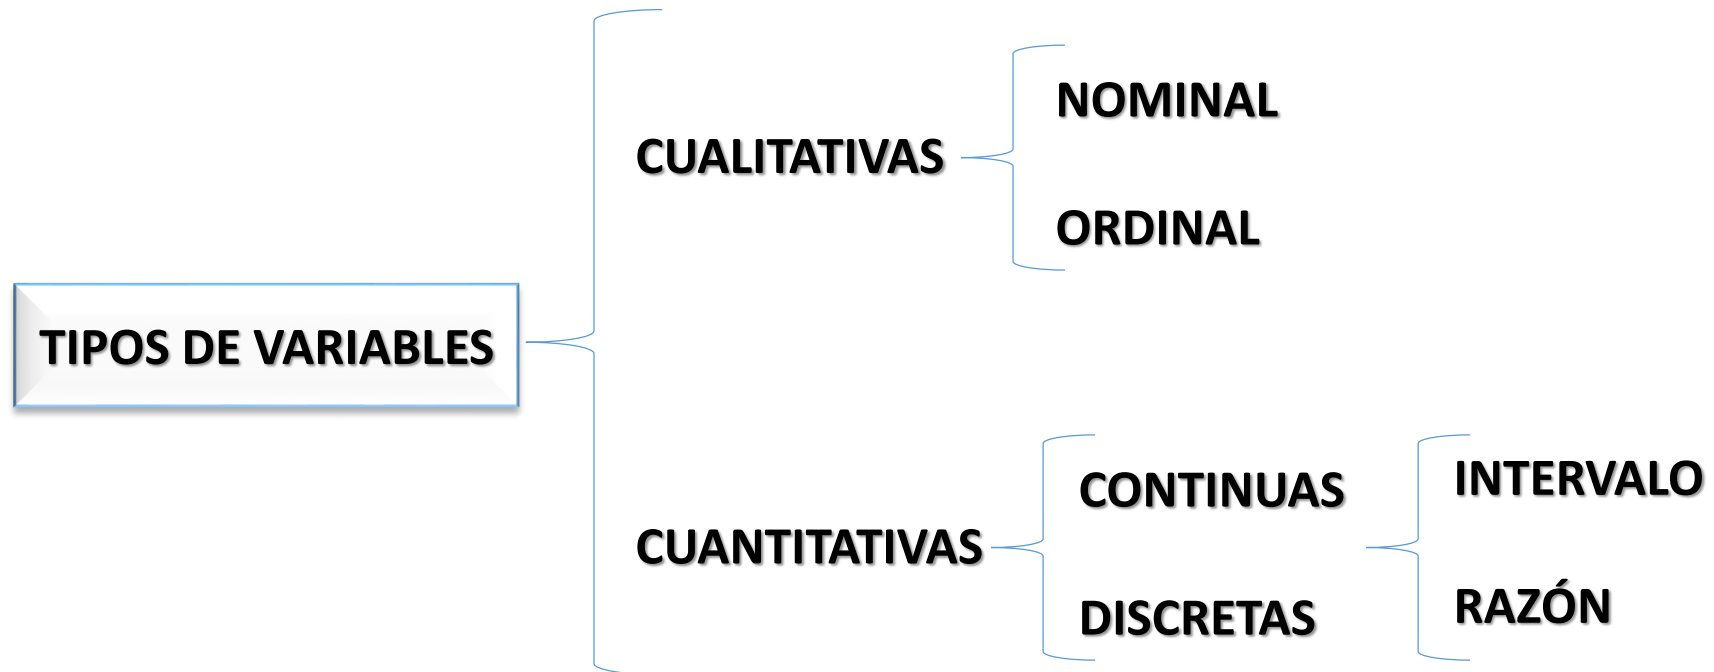 TIPOS DE VARIABLES
CUALITATIVAS
NOMINAL
ORDINAL
CUANTITATIVAS
CONTINUAS
DISCRETAS
INTERVALO
RAZÓN